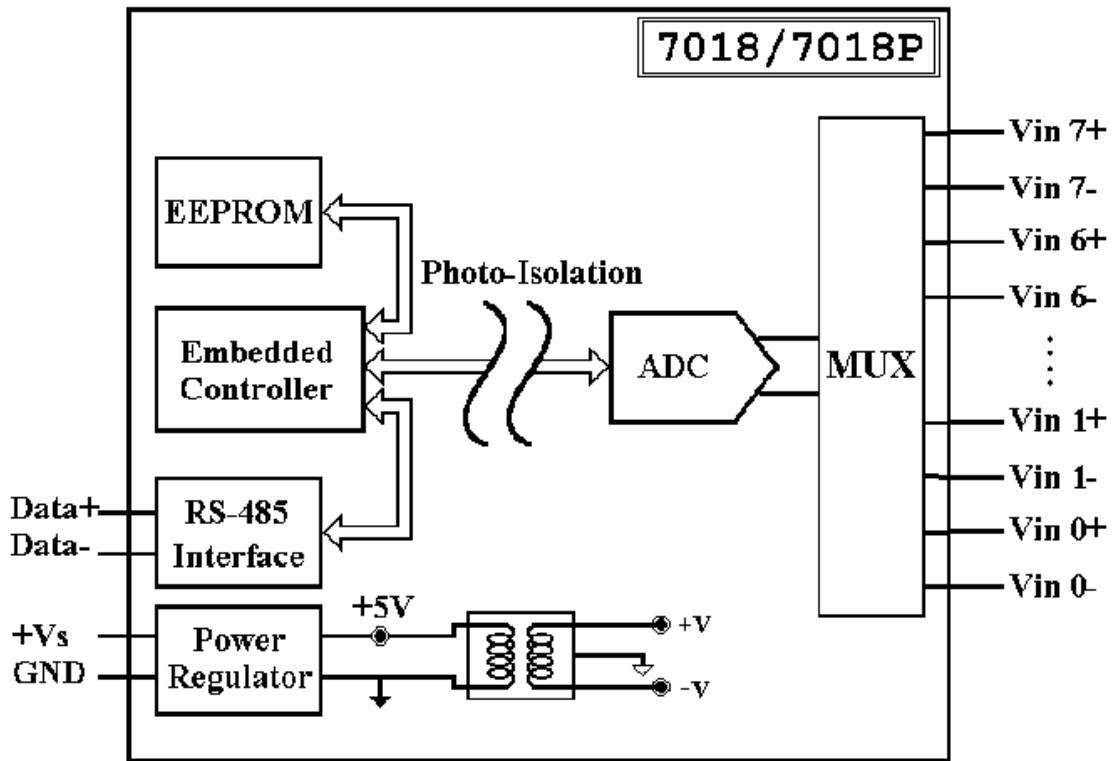 7018/7018P
Vin 7+
Vin 7-
Vin 6+
Vin 6-
Vin 1+
Vin 1-
Vin 0+
Vin 0-
EEPROM
Photo-Isolation
Embedded
Controller
ADC
MUX
Data+
Data-
RS-485
Interface
+5V
+Vs
GND
Power
Regulator
+V
-V